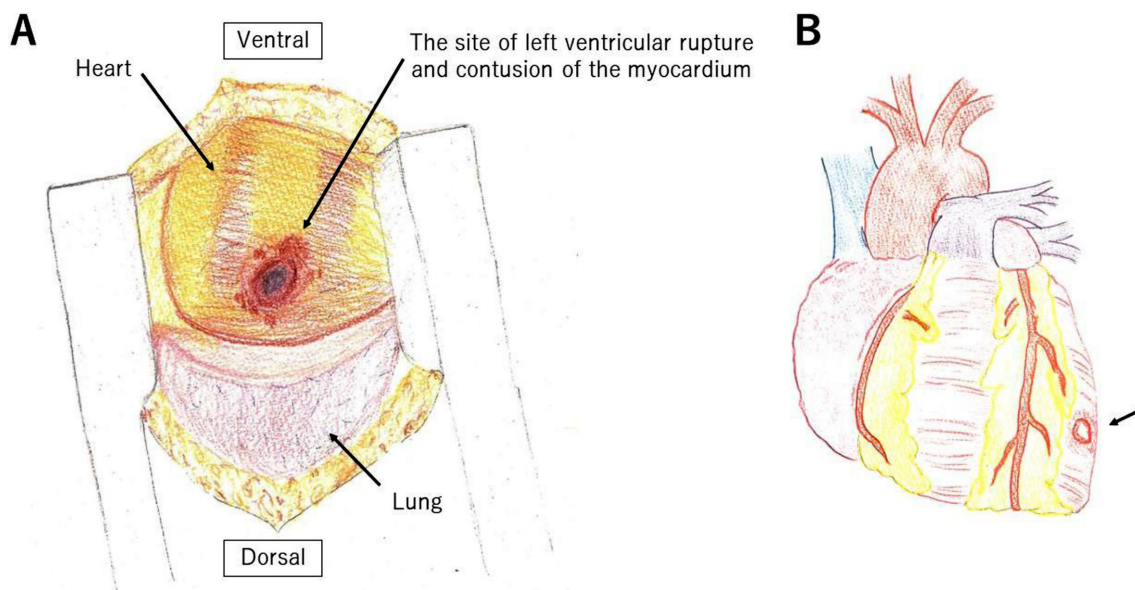 A
Ventral
Heart
The site of left ventricular rupture
and contusion of the myocardium
Lung
Dorsal
B